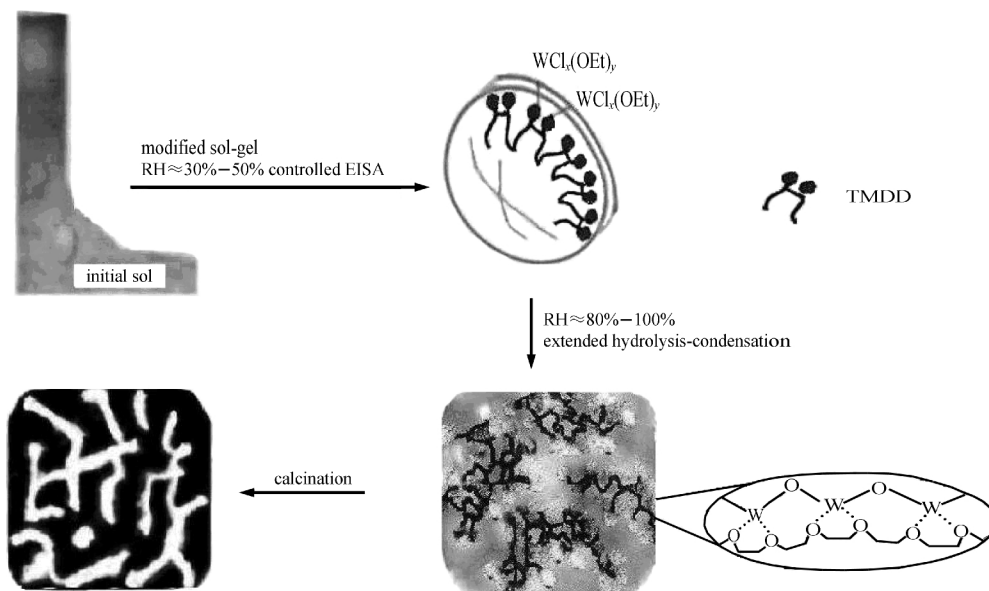 WClx(OEt)y
WClx(OEt)y
modified sol-gel
RH≈30%−50% controlled EISA
TMDD
initial sol
RH≈80%−100%
extended hydrolysis-condensation
calcination
O O
W W W
O O O O O O